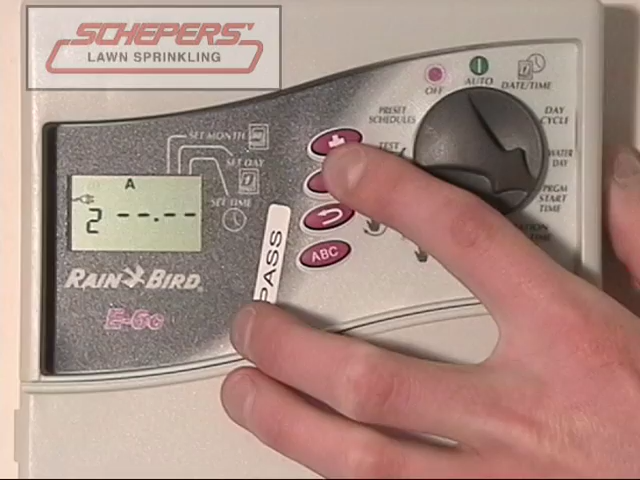 SCHEPERS'
LAWN SPRINKLING
OFF
AUTO
DATE/TIME
PRESET
SCHEDULES
DAY
CYCLE
TEST
WATER
DAY
PRGM
START
TIME
SET MONTH
SET DAY
SET TIME
A
2 --.--
ABC
PASS
RAIN BIRD
E-6c